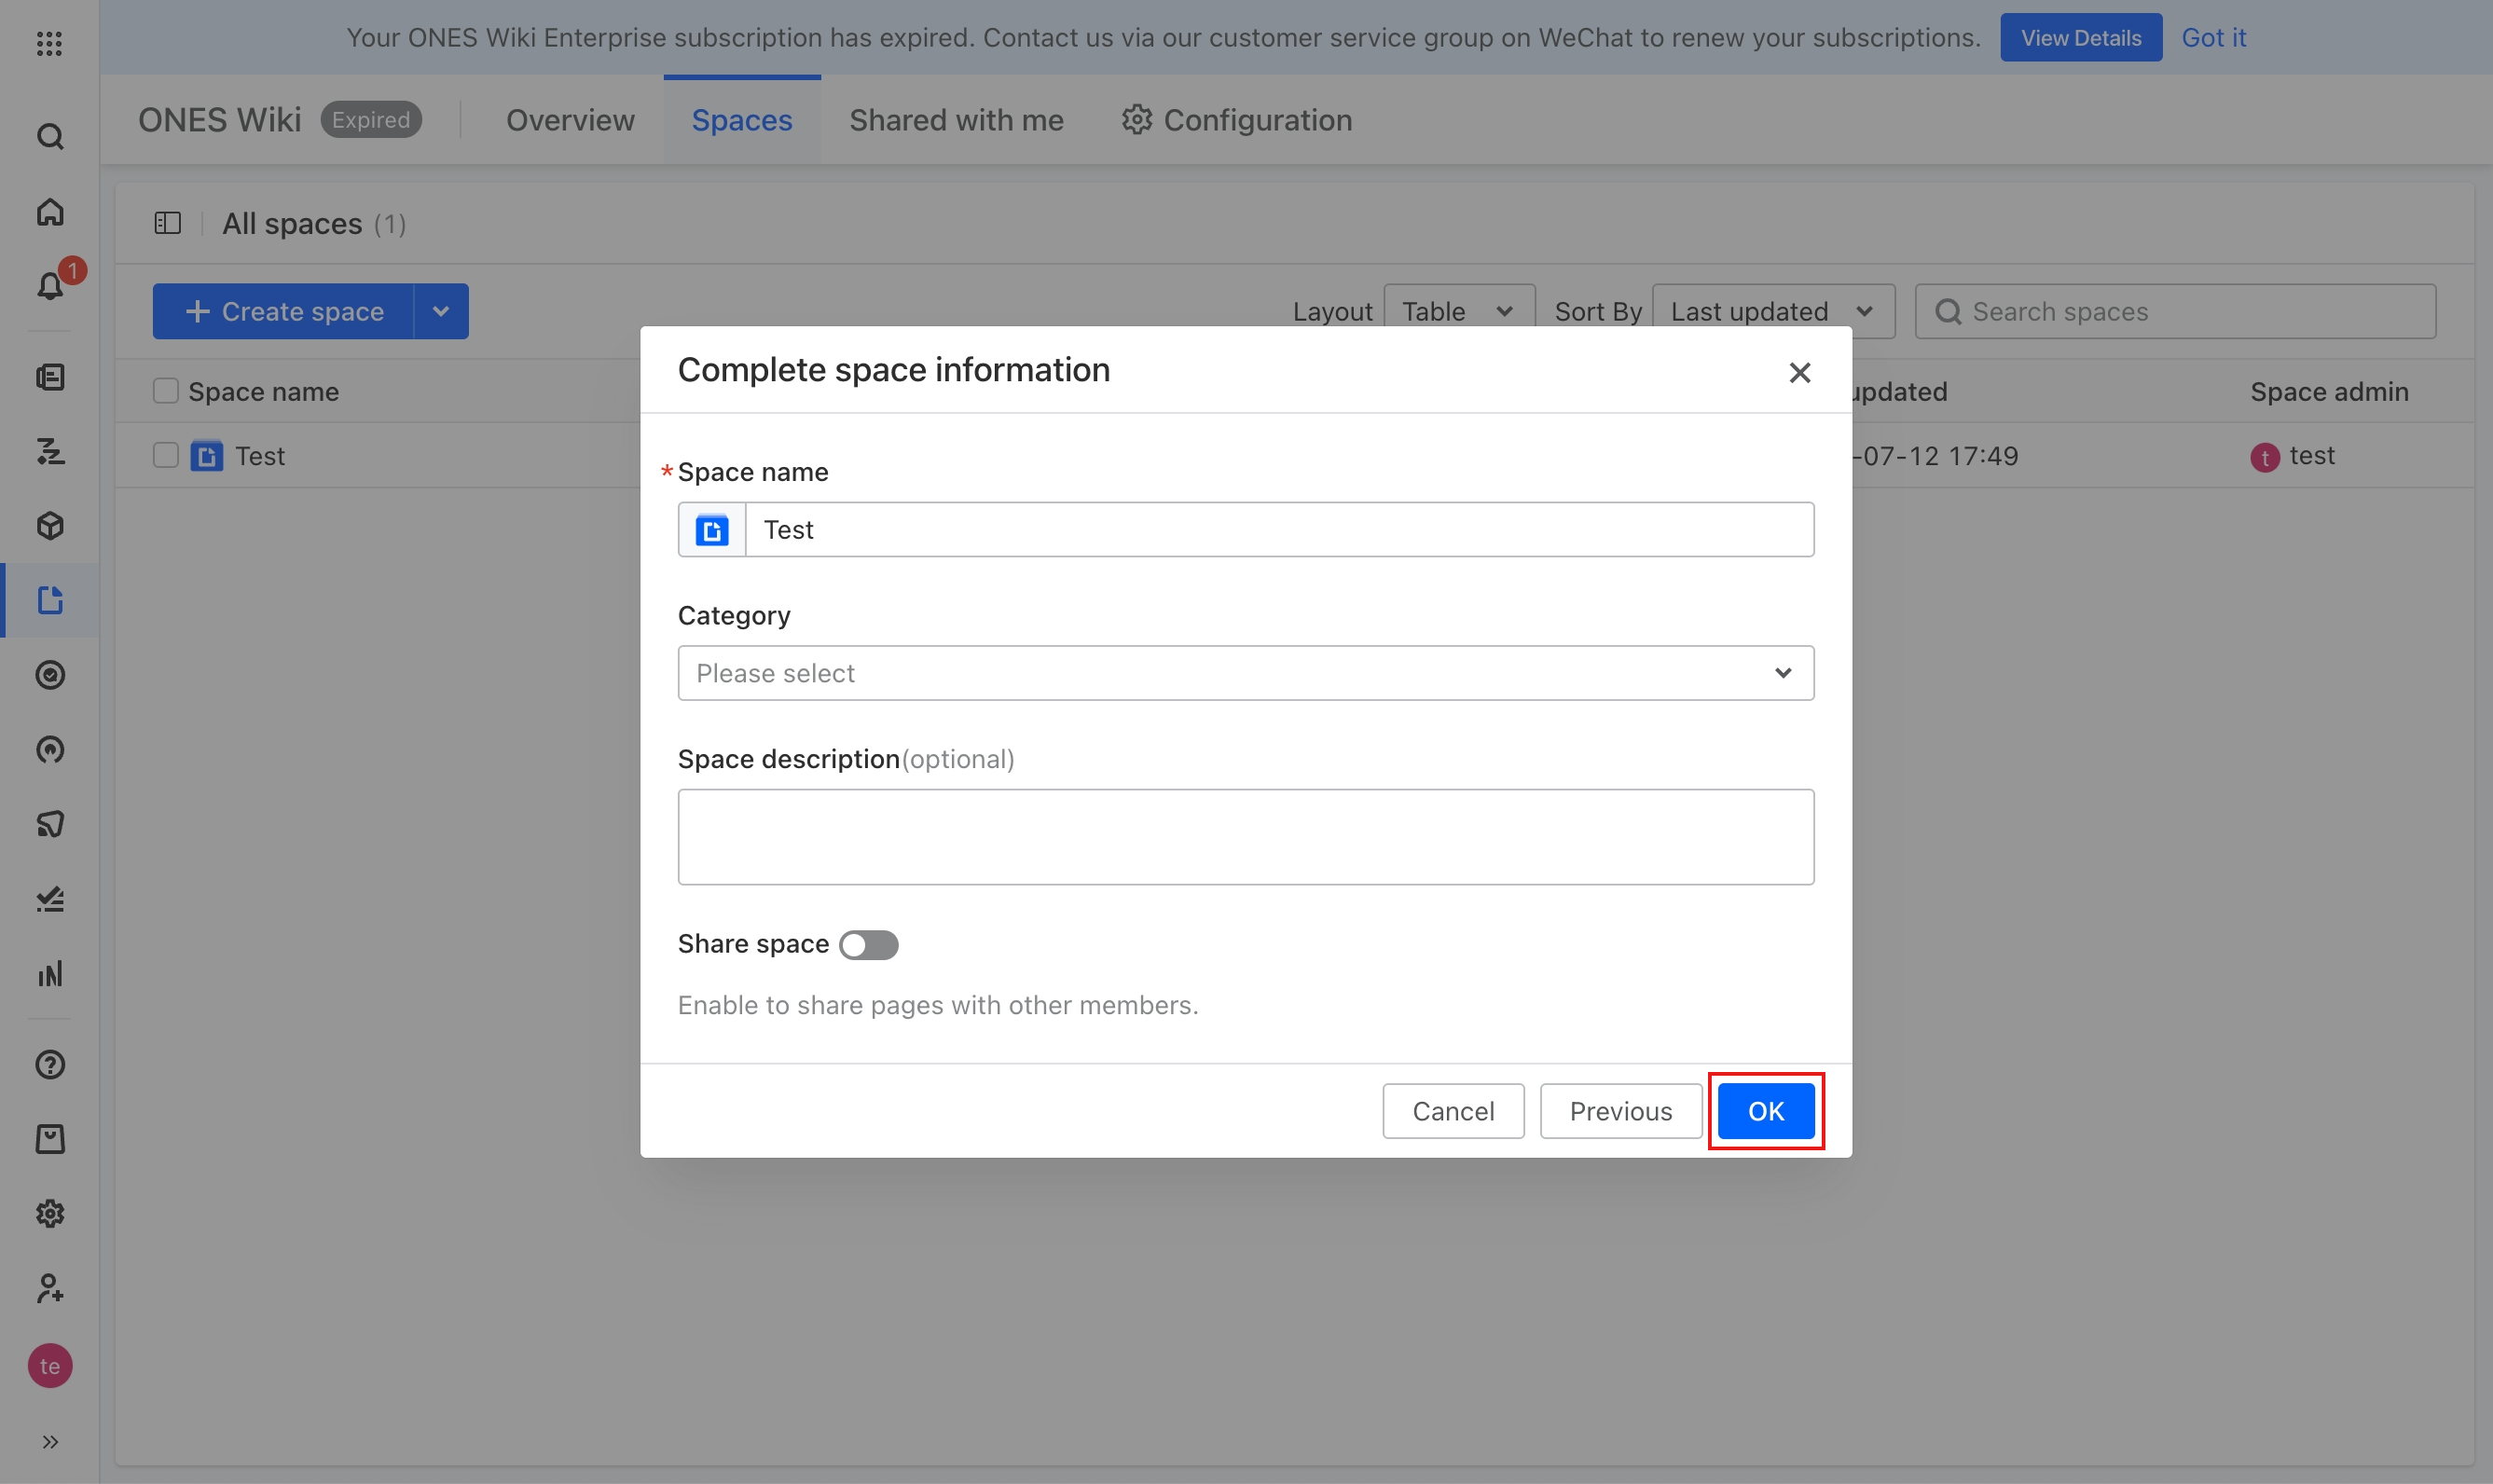 Your ONES Wiki Enterprise subscription has expired. Contact us via our customer service group on WeChat to renew your subscriptions. View Details Got it
ONES Wiki Expired Overview Spaces Shared with me Configuration
1
All spaces (1)
Create space Layout Table Sort By Last updated Search spaces
Space name updated Space admin
Test -07-12 17:49 t test
Complete space information
* Space name
Test
Category
Please select
Space description(optional)
Share space
Enable to share pages with other members.
Cancel Previous OK
te